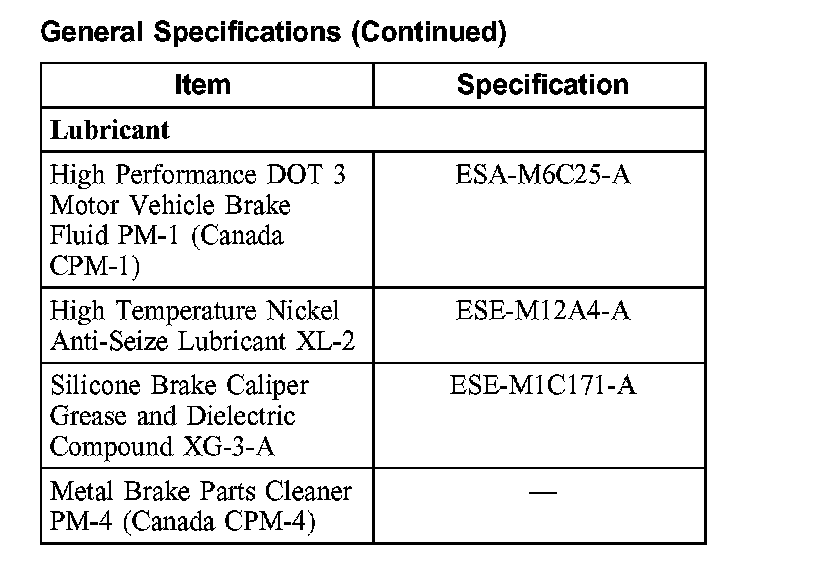 General Specifications (Continued)
Item Specification
Lubricant
High Performance DOT 3 ESA-M6C25-A
Motor Vehicle Brake
Fluid PM-1 (Canada
CPM-1)
High Temperature Nickel ESE-M12A4-A
Anti-Seize Lubricant XL-2
Silicone Brake Caliper ESE-M1C171-A
Grease and Dielectric
Compound XG-3-A
Metal Brake Parts Cleaner —
PM-4 (Canada CPM-4)